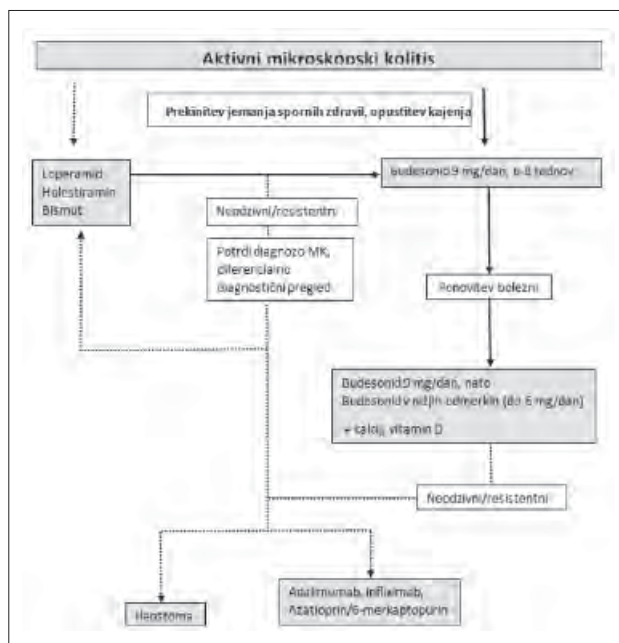 Aktivni mikroskopski kolitis
Prekinitev jemanja spornih zdravil, opustitev kajenja
Loperamid
Holestiramin
Bismut
Budesonid 9 mg/dan, 6-8 tednov
Neodzivni/resistentni
Potrdi diagnozo MK,
diferencialno
diagnostični pregled
Ponovitev bolezni
Budesonid 9 mg/dan, nato
Budesonid v nižjih odmerkih (do 6 mg/dan)
+ calcij, vitamin D
Neodzivni/resistentni
Adalimumab, Infliximab,
Azatioprin/6-merkaptopurin
Ileostoma